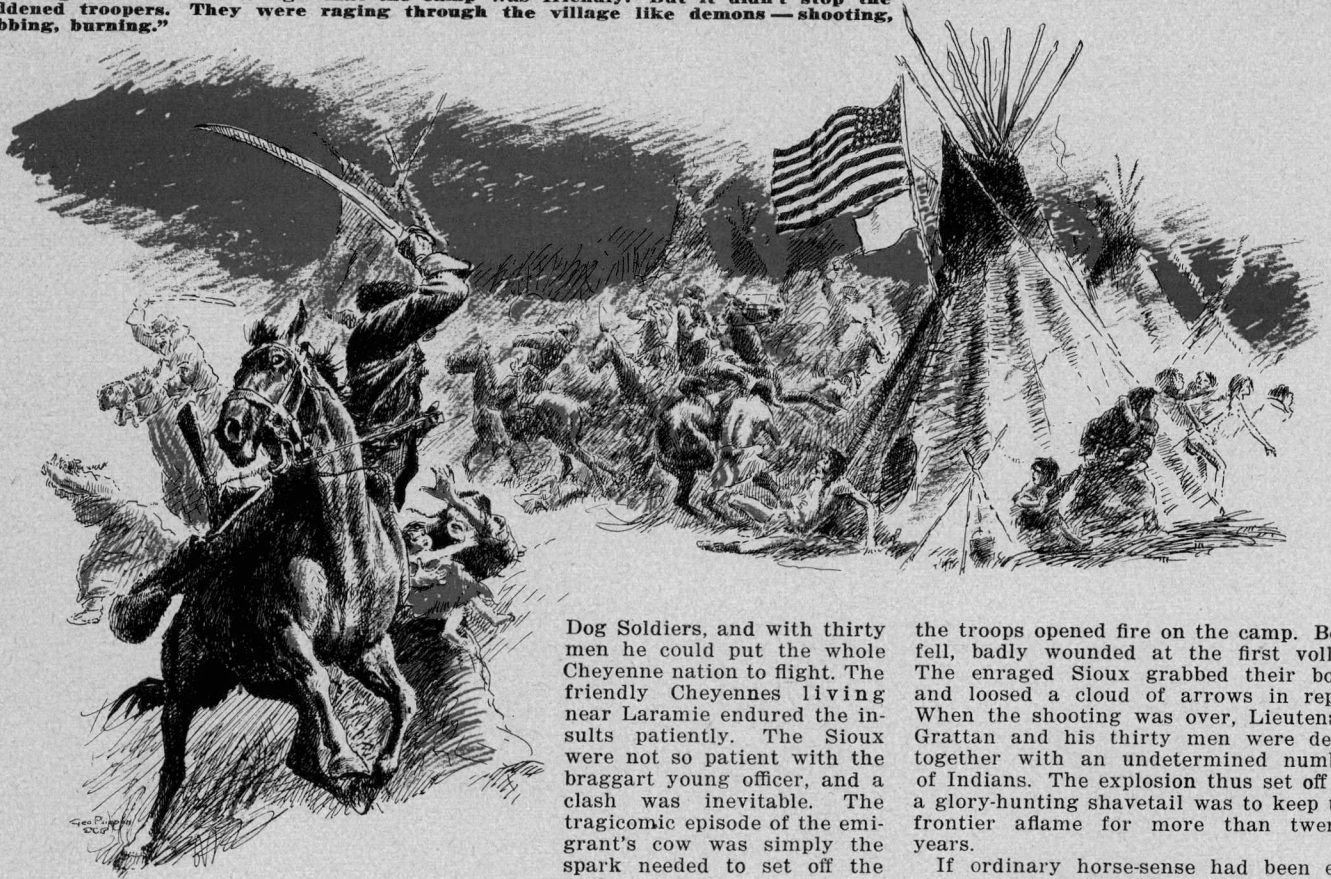 troopers. They were raging through the village like demons — shooting,
burning.”
Dog Soldiers, and with thirty
men he could put the whole
Cheyenne nation to flight. The
friendly Cheyennes living
near Laramie endured the in-
sults patiently. The Sioux
were not so patient with the
braggart young officer, and a
clash was inevitable. The
tragicomic episode of the emi-
grant's cow was simply the
spark needed to set off the
the troops opened fire on the camp.
fell, badly wounded at the first
The enraged Sioux grabbed their
and loosed a cloud of arrows in
When the shooting was over,
Grattan and his thirty men were
together with an undetermined
of Indians. The explosion thus set off
a glory-hunting shavetail was to keep
frontier aflame for more than
years.
If ordinary horse-sense had been